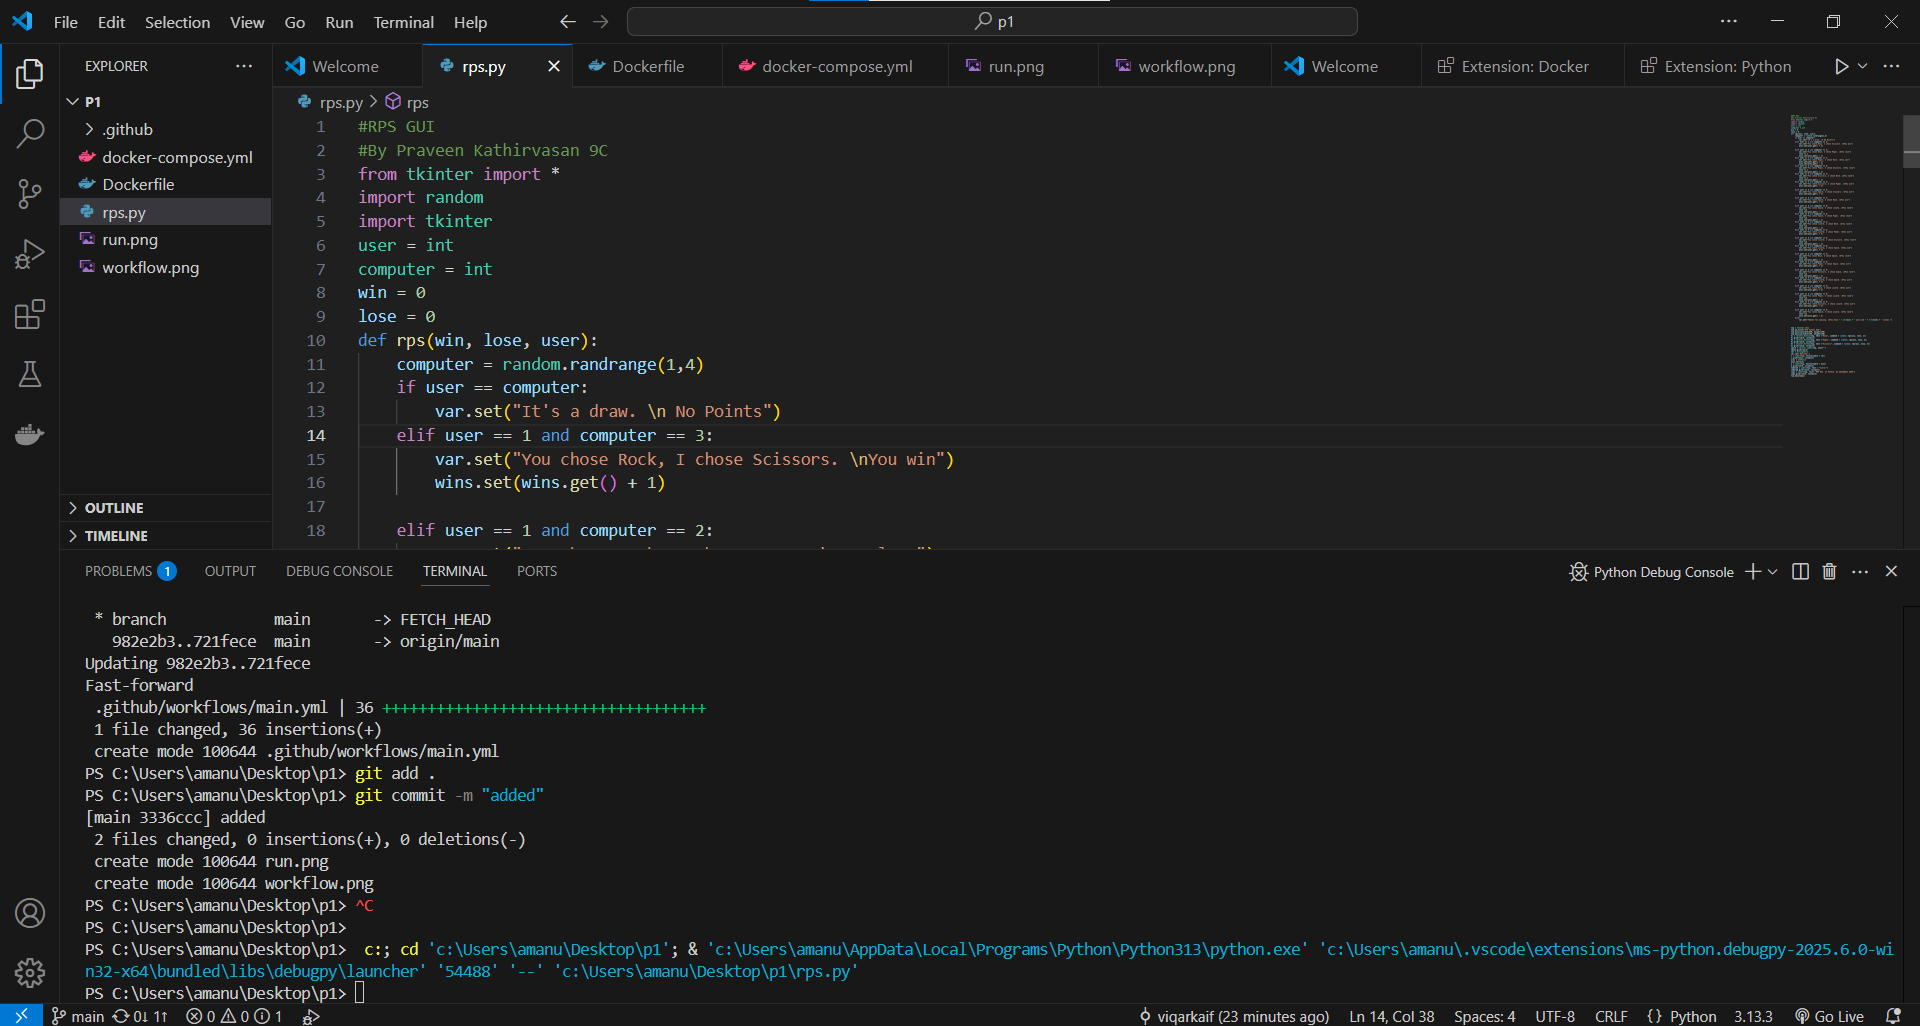 File Edit Selection View Go Run Terminal Help
p1
EXPLORER
Welcome
rps.py
Dockerfile
docker-compose.yml
run.png
workflow.png
Welcome
Extension: Docker
Extension: Python
P1
.github
docker-compose.yml
Dockerfile
rps.py
run.png
workflow.png
OUTLINE
TIMELINE
rps.py > rps
1 #RPS GUI
2 #By Praveen Kathirvasan 9C
3 from tkinter import *
4 import random
5 import tkinter
6 user = int
7 computer = int
8 win = 0
9 lose = 0
10 def rps(win, lose, user):
11 computer = random.randrange(1,4)
12 if user == computer:
13 var.set("It's a draw. \n No Points")
14 elif user == 1 and computer == 3:
15 var.set("You chose Rock, I chose Scissors. \nYou win")
16 wins.set(wins.get() + 1)
17
18 elif user == 1 and computer == 2:
PROBLEMS 1 OUTPUT DEBUG CONSOLE TERMINAL PORTS
Python Debug Console
* branch main -> FETCH_HEAD
982e2b3..721fece main -> origin/main
Updating 982e2b3..721fece
Fast-forward
.github/workflows/main.yml | 36 ++++++++++++++++++++++++++++++++++++
1 file changed, 36 insertions(+)
create mode 100644 .github/workflows/main.yml
PS C:\Users\amanu\Desktop\p1> git add .
PS C:\Users\amanu\Desktop\p1> git commit -m "added"
[main 3336ccc] added
2 files changed, 0 insertions(+), 0 deletions(-)
create mode 100644 run.png
create mode 100644 workflow.png
PS C:\Users\amanu\Desktop\p1> ^C
PS C:\Users\amanu\Desktop\p1>
PS C:\Users\amanu\Desktop\p1> c:; cd 'c:\Users\amanu\Desktop\p1'; & 'c:\Users\amanu\AppData\Local\Programs\Python\Python313\python.exe' 'c:\Users\amanu\.vscode\extensions\ms-python.debugpy-2025.6.0-wi
n32-x64\bundled\libs\debugpy\launcher' '54488' '--' 'c:\Users\amanu\Desktop\p1\rps.py'
PS C:\Users\amanu\Desktop\p1>
main 0↓ 1↑ 0 0 1 viqarkaif (23 minutes ago) Ln 14, Col 38 Spaces: 4 UTF-8 CRLF {} Python 3.13.3 Go Live